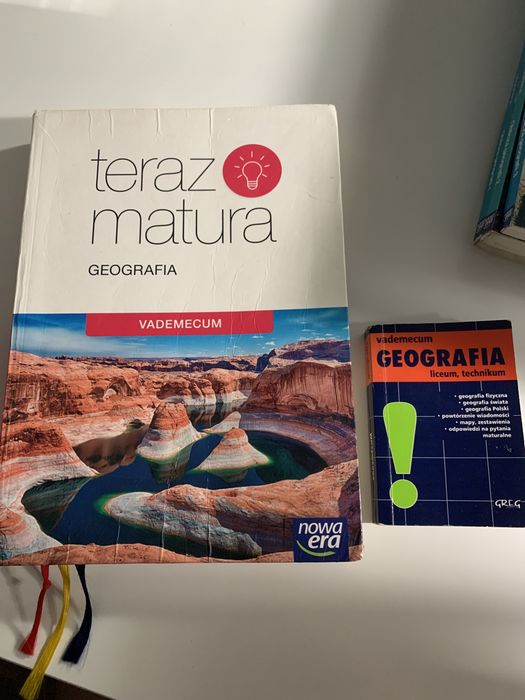 teraz
matura
GEOGRAFIA
VADEMECUM
nowa
era
vademecum
GEOGRAFIA
liceum, technikum
• geografia fizyczna
• geografia świata
• geografia Polski
• powtórzenie wiadomości
• mapy, zestawienia
• odpowiedzi na pytania
maturalne
GREG